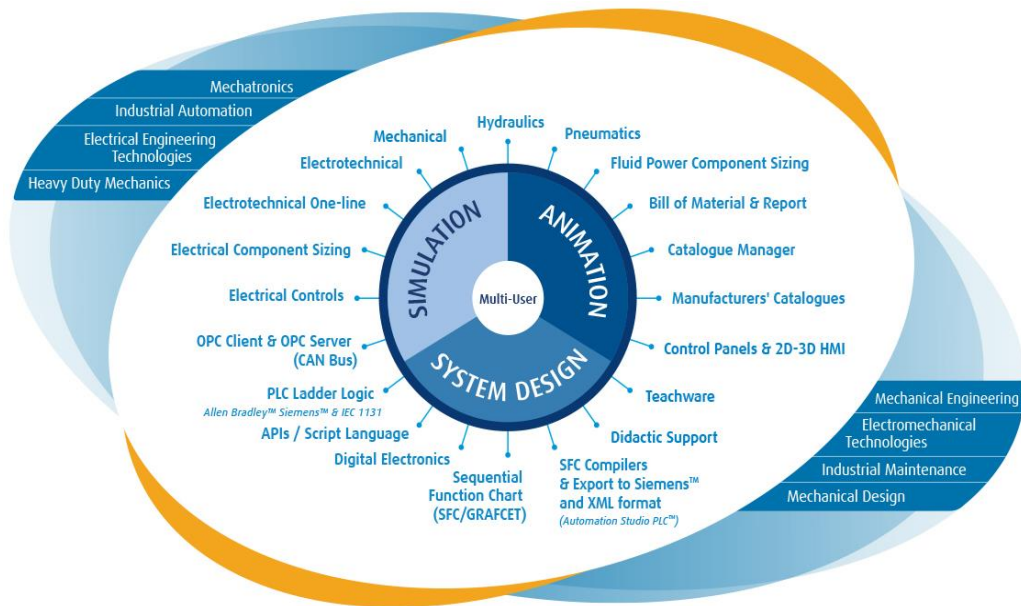 Mechatronics
Industrial Automation
Electrical Engineering
Technologies
Heavy Duty Mechanics
Hydraulics
Pneumatics
Fluid Power Component Sizing
Bill of Material & Report
Catalogue Manager
Manufacturers' Catalogues
Control Panels & 2D-3D HMI
Teachware
Didactic Support
SFC Compilers
& Export to Siemens™
and XML format
(Automation Studio PLC™)
Sequential
Function Chart
(SFC/GRAFCET)
Digital Electronics
APIs / Script Language
PLC Ladder Logic
Allen Bradley™ Siemens™ & IEC 1131
OPC Client & OPC Server
(CAN Bus)
Electrical Controls
Electrical Component Sizing
Electrotechnical One-line
Electrotechnical
Mechanical
SIMULATION
ANIMATION
SYSTEM DESIGN
Multi-User
Mechanical Engineering
Electromechanical
Technologies
Industrial Maintenance
Mechanical Design